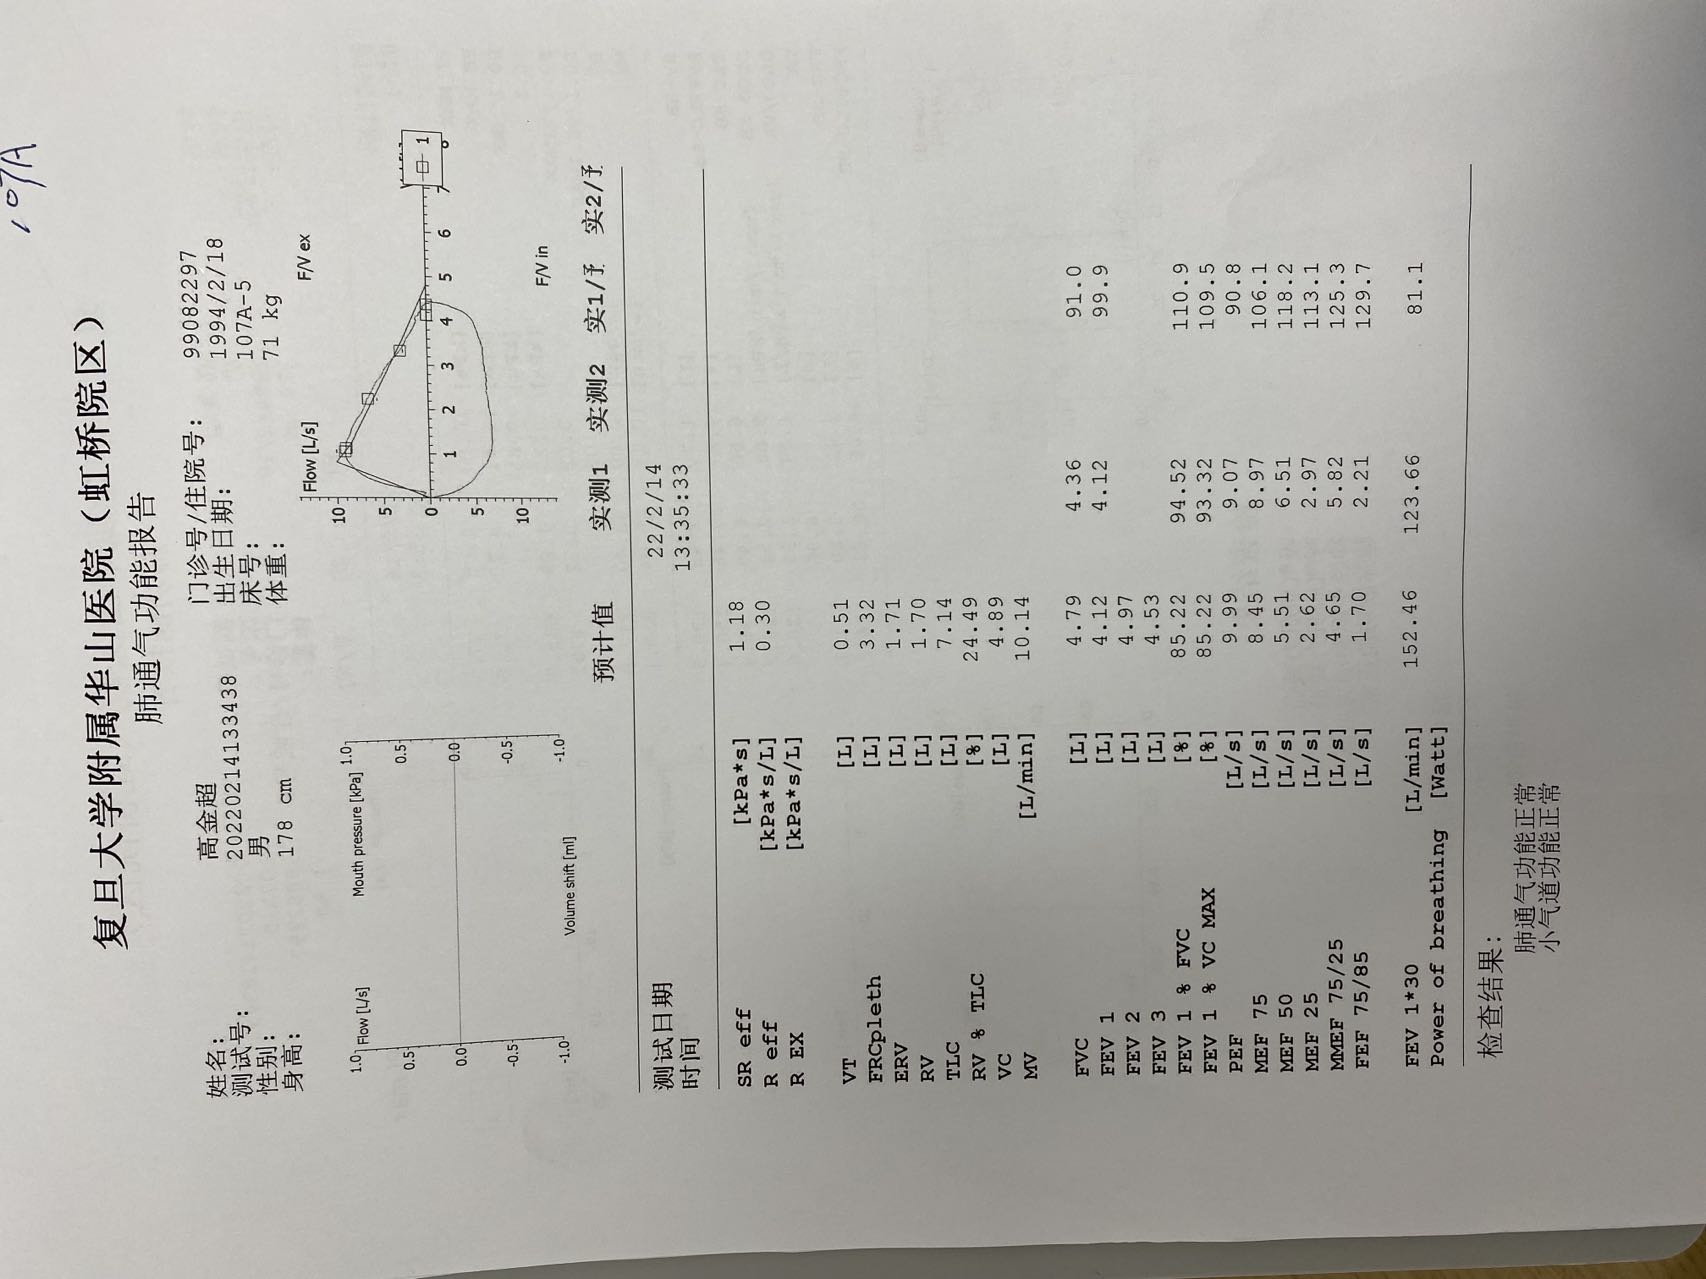 107A
复旦大学附属华山医院（虹桥院区）
肺通气功能报告
姓名： 高金超 门诊号/住院号： 99082297
测试号： 20220214133438 出生日期： 1994/2/18
性别： 男 床号： 107A-5
身高： 178 cm 体重： 71 kg
Flow [L/s] F/V ex
10
5
0
1 2 3 4 5 6 7 8
5
10
F/V in
1
1.0 Flow [L/s] Mouth pressure [kPa] 1.0
0.5 0.5
0.0 0.0
-0.5 -0.5
-1.0 -1.0
Volume shift [ml]
预计值 实测1 实测2 实1/予 实2/予
测试日期 22/2/14
时间 13:35:33
SR eff [kPa*s] 1.18
R eff [kPa*s/L] 0.30
R EX [kPa*s/L]
VT [L] 0.51
FRCpleth [L] 3.32
ERV [L] 1.71
RV [L] 1.70
TLC [L] 7.14
RV % TLC [%] 24.49
VC [L] 4.89
MV [L/min] 10.14
FVC [L] 4.79 4.36 91.0
FEV 1 [L] 4.12 4.12 99.9
FEV 2 [L] 4.97
FEV 3 [L] 4.53
FEV 1 % FVC [%] 85.22 94.52 110.9
FEV 1 % VC MAX [%] 85.22 93.32 109.5
PEF [L/s] 9.99 9.07 90.8
MEF 75 [L/s] 8.45 8.97 106.1
MEF 50 [L/s] 5.51 6.51 118.2
MEF 25 [L/s] 2.62 2.97 113.1
MMEF 75/25 [L/s] 4.65 5.82 125.3
FEF 75/85 [L/s] 1.70 2.21 129.7
FEV 1*30 [L/min] 152.46 123.66 81.1
Power of breathing [Watt]
检查结果：
肺通气功能正常
小气道功能正常